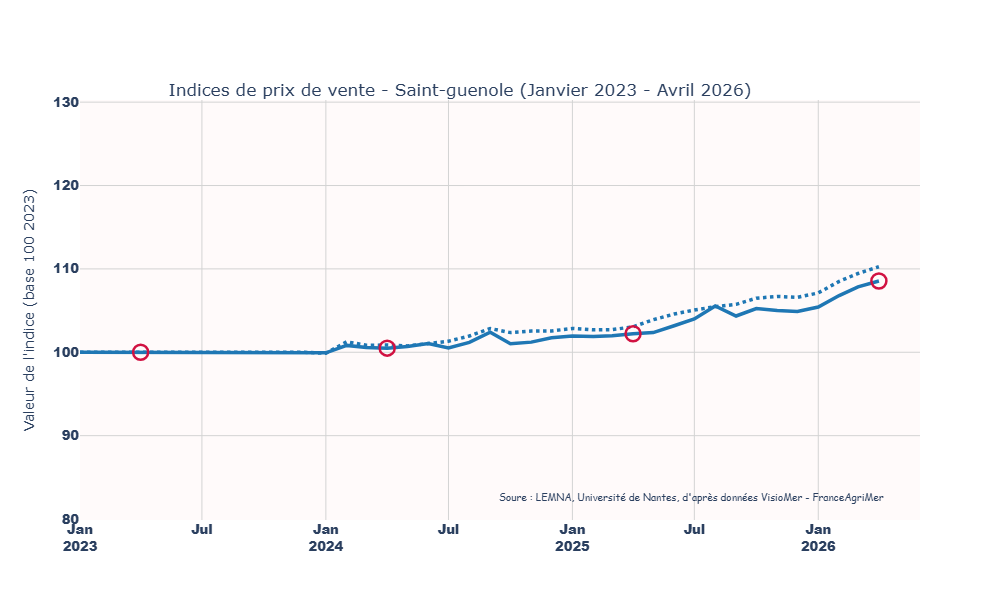 Indices de prix de vente - Saint-guenole (Janvier 2023 - Avril 2026)
Valeur de l'indice (base 100 2023)
130
120
110
100
90
80
Soure : LEMNA, Université de Nantes, d'après données VisioMer - FranceAgriMer
Jan Jul Jan Jul Jan Jul Jan
2023 2024 2025 2026